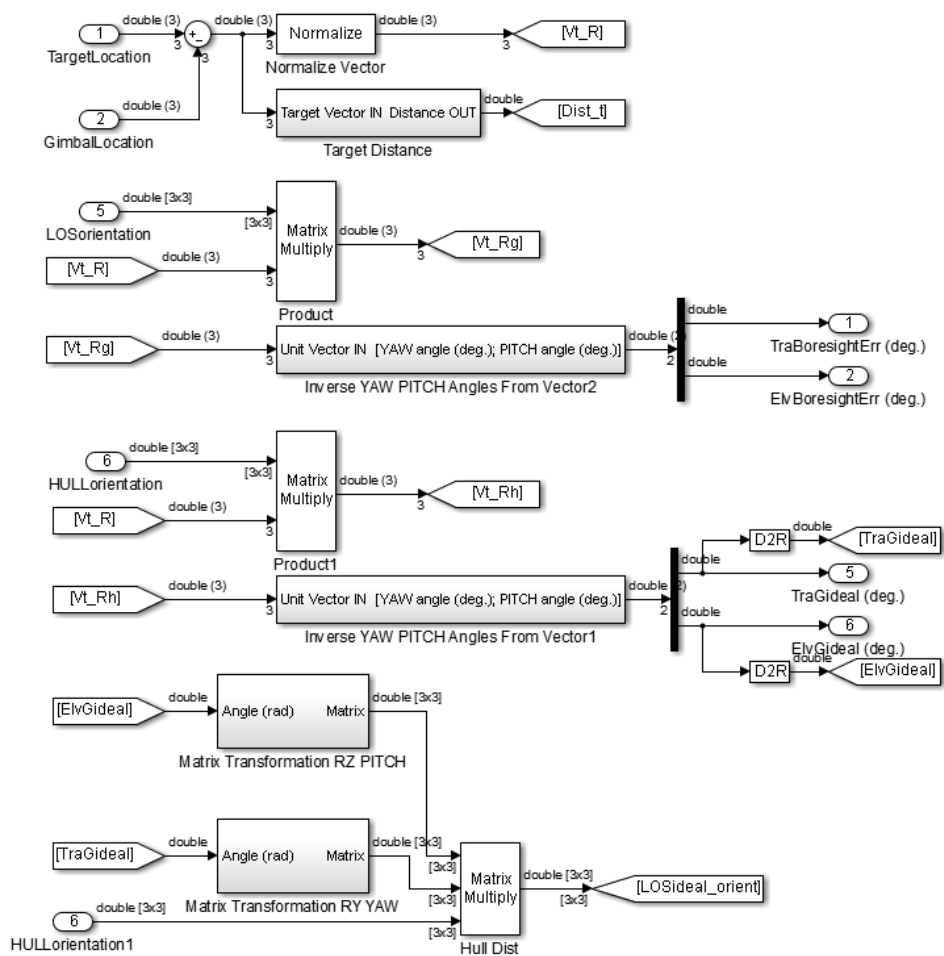 double (3)
double (3)
double (3)
1
3
+
_
3
Normalize
3
[Vt_R]
TargetLocation
3
Normalize Vector
double (3)
double
2
Target Vector IN Distance OUT
[Dist_t]
3
GimbalLocation
Target Distance
double [3x3]
5
[3x3]
LOSorientation
Matrix
Multiply
double (3)
[Vt_Rg]
3
double (3)
[Vt_R]
3
Product
double
double (3)
double (2)
1
[Vt_Rg]
Unit Vector IN [YAW angle (deg.); PITCH angle (deg.)]
TraBoresightErr (deg.)
3
2
double
Inverse YAW PITCH Angles From Vector2
2
ElvBoresightErr (deg.)
double [3x3]
6
[3x3]
HULLorientation
Matrix
Multiply
double (3)
[Vt_Rh]
3
double (3)
[Vt_R]
3
double
D2R
[TraGideal]
Product1
double
double (3)
double (2)
5
[Vt_Rh]
Unit Vector IN [YAW angle (deg.); PITCH angle (deg.)]
TraGideal (deg.)
3
2
double
Inverse YAW PITCH Angles From Vector1
6
ElvGideal (deg.)
double
D2R
[ElvGideal]
double
double [3x3]
[ElvGideal]
Angle (rad)
Matrix
Matrix Transformation RZ PITCH
double
double [3x3]
[TraGideal]
Angle (rad)
Matrix
[3x3]
Matrix
Multiply
double [3x3]
[LOSideal_orient]
[3x3]
[3x3]
Matrix Transformation RY YAW
double [3x3]
6
[3x3]
HULLorientation1
Hull Dist